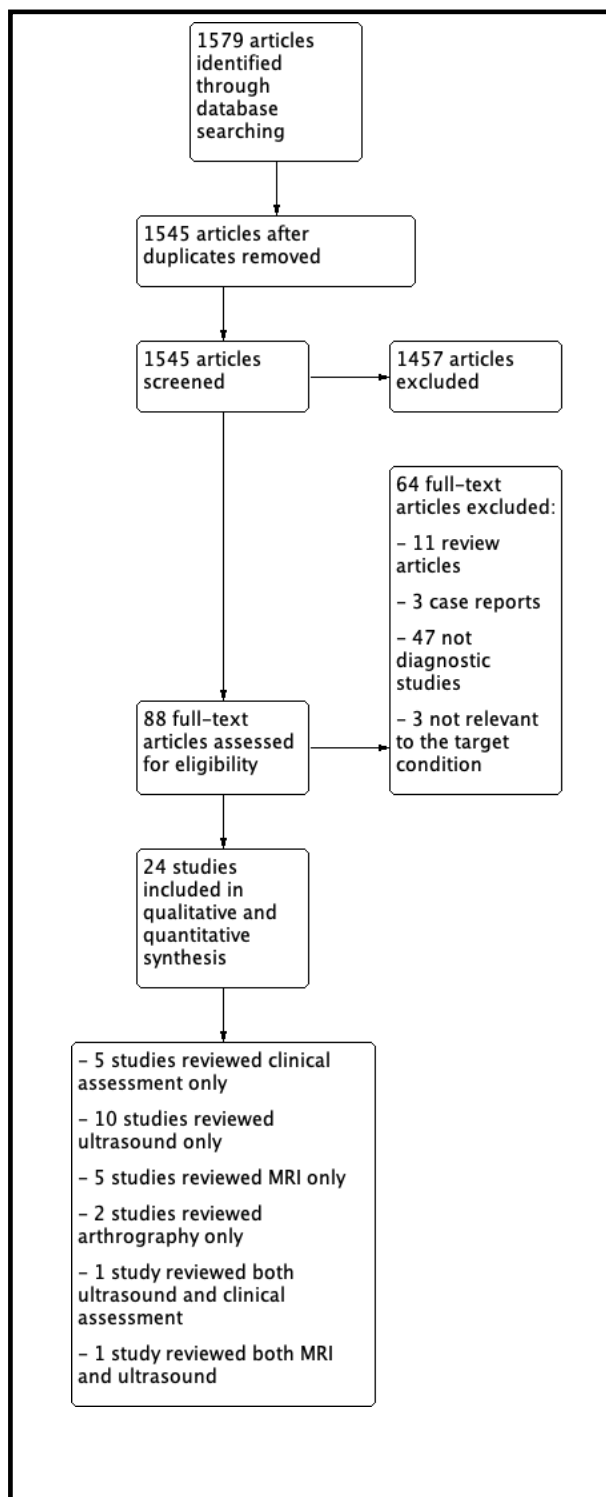 1579 articles
identified
through
database
searching
1545 articles after
duplicates removed
1545 articles
screened
1457 articles
excluded
64 full-text
articles excluded:
- 11 review
articles
- 3 case reports
- 47 not
diagnostic
studies
- 3 not relevant
to the target
condition
88 full-text
articles assessed
for eligibility
24 studies
included in
qualitative and
quantitative
synthesis
- 5 studies reviewed clinical
assessment only
- 10 studies reviewed
ultrasound only
- 5 studies reviewed MRI only
- 2 studies reviewed
arthrography only
- 1 study reviewed both
ultrasound and clinical
assessment
- 1 study reviewed both MRI
and ultrasound